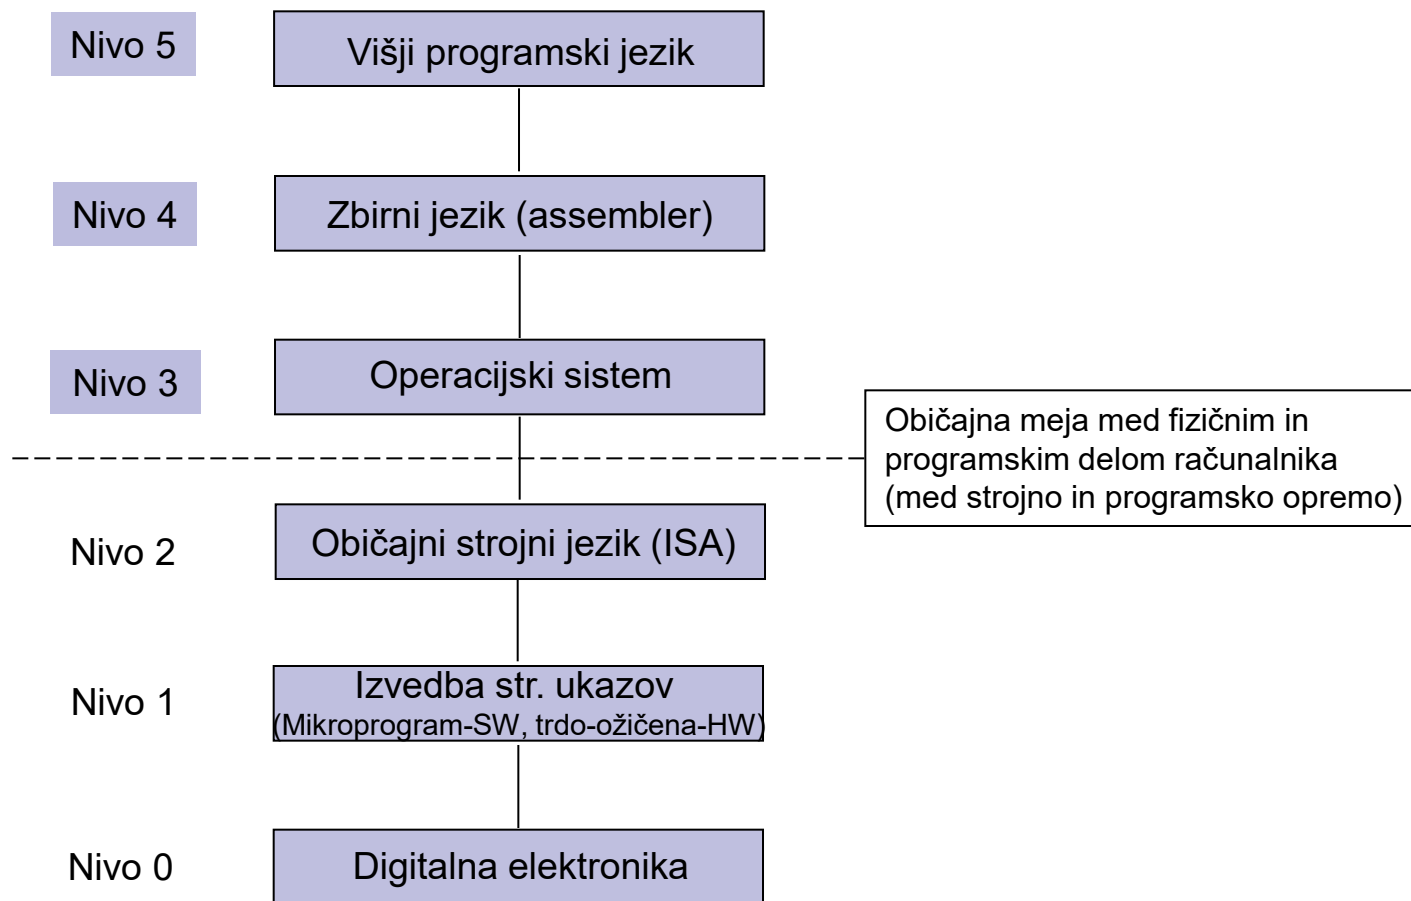 Nivo 5
Višji programski jezik
Nivo 4
Zbirni jezik (assembler)
Nivo 3
Operacijski sistem
Običajna meja med fizičnim in
programskim delom računalnika
(med strojno in programsko opremo)
Nivo 2
Običajni strojni jezik (ISA)
Nivo 1
Izvedba str. ukazov
(Mikroprogram-SW, trdo-ožičena-HW)
Nivo 0
Digitalna elektronika